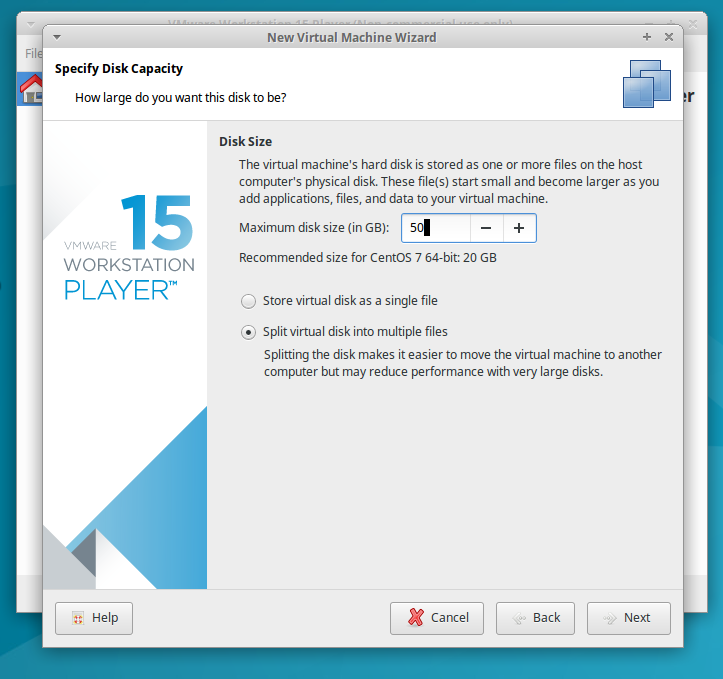 VMware Workstation 15 Player (Non-commercial use only)
New Virtual Machine Wizard
File
Specify Disk Capacity
How large do you want this disk to be?
er
Disk Size
The virtual machine's hard disk is stored as one or more files on the host
computer's physical disk. These file(s) start small and become larger as you
add applications, files, and data to your virtual machine.
Maximum disk size (in GB): 50
Recommended size for CentOS 7 64-bit: 20 GB
Store virtual disk as a single file
Split virtual disk into multiple files
Splitting the disk makes it easier to move the virtual machine to another
computer but may reduce performance with very large disks.
15
VMWARE
WORKSTATION
PLAYER™
Help
Cancel
Back
Next